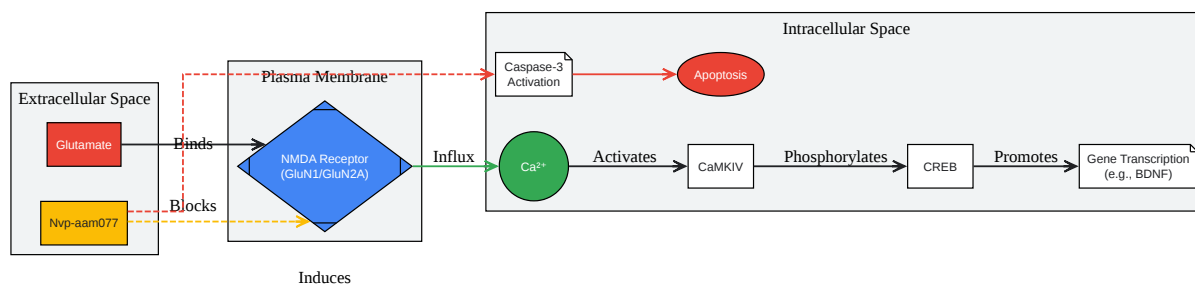 Extracellular Space
Glutamate
Nvp-aam077
Binds
Blocks
Plasma Membrane
NMDA Receptor
(GluN1/GluN2A)
Induces
Influx
Intracellular Space
Caspase-3
Activation
Apoptosis
Ca²⁺
Activates
CaMKIV
Phosphorylates
CREB
Promotes
Gene Transcription
(e.g., BDNF)